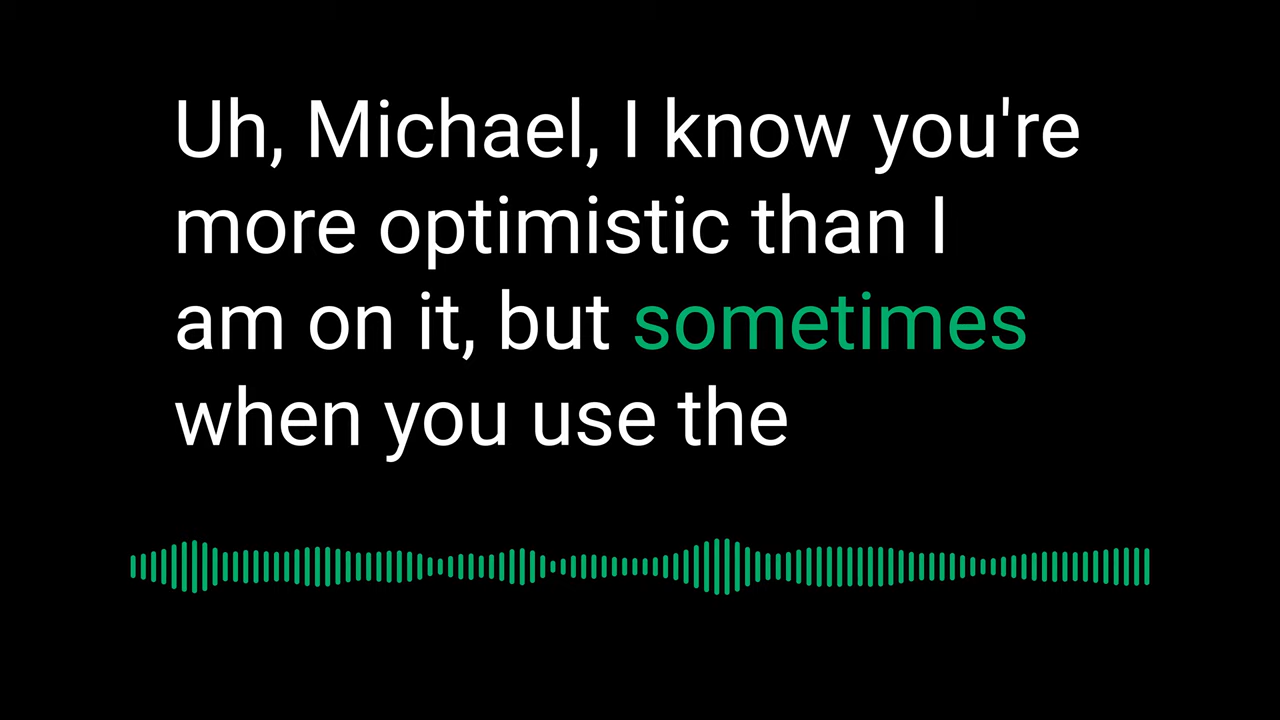 Uh, Michael, I know you're
more optimistic than I
am on it, but sometimes
when you use the